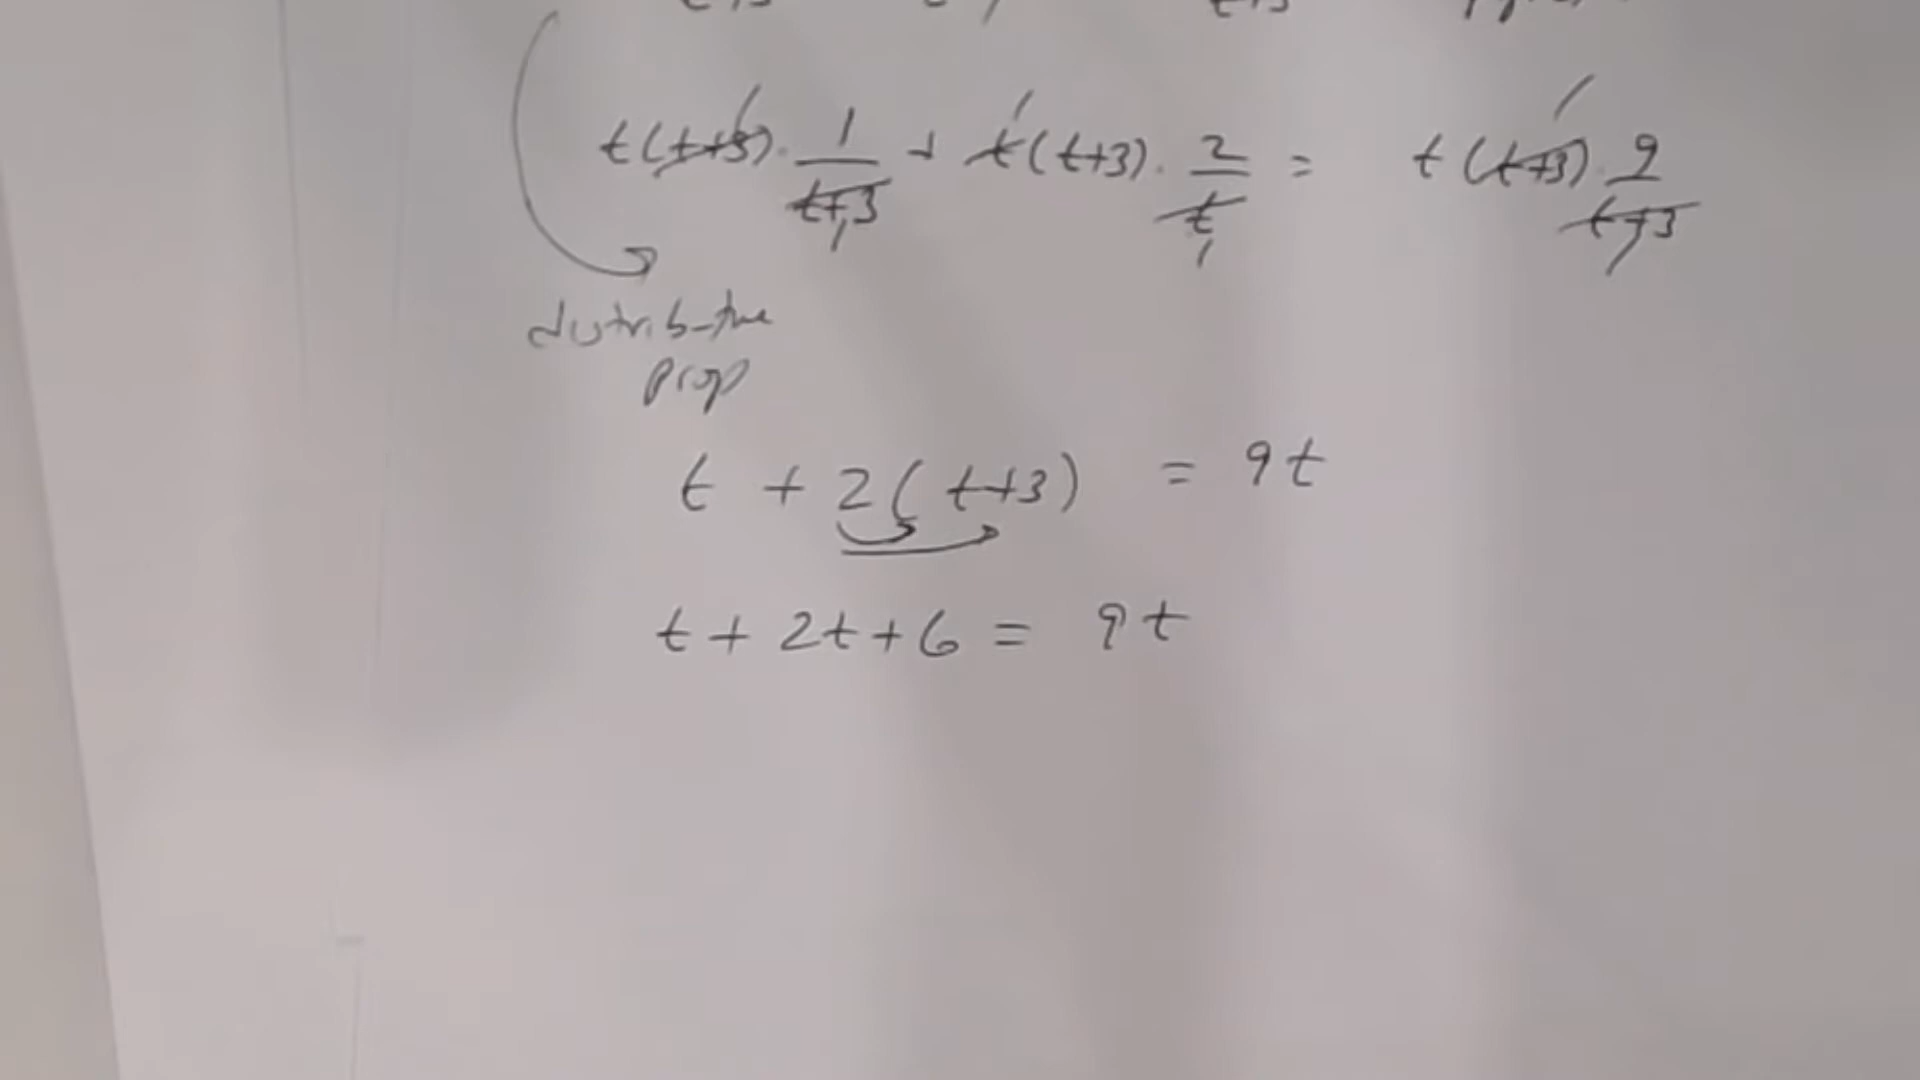 t(t+3) · 1/(t+3) + t(t+3) · 2/t = t(t+3) · 9/(t+3)
distributive
prop
t + 2(t+3) = 9t
t + 2t + 6 = 9t